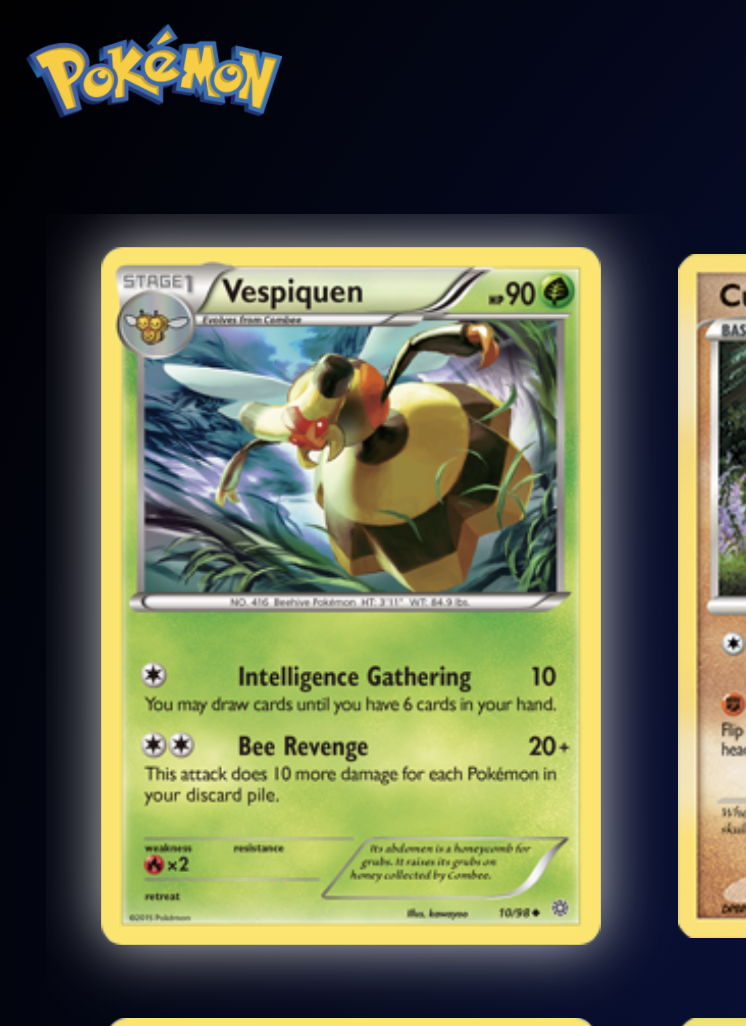 Pokémon
STAGE1
Vespiquen
HP 90
Evolves from Combee
NO. 416 Beehive Pokémon HT: 3'11" WT: 84.9 lbs.
Intelligence Gathering 10
You may draw cards until you have 6 cards in your hand.
Bee Revenge 20+
This attack does 10 more damage for each Pokémon in
your discard pile.
weakness resistance
×2
retreat
Its abdomen is a honeycomb for
grubs. It raises its grubs on
honey collected by Combee.
©2015 Pokémon
Illus. kawayoo 10/98
BAS
Flip